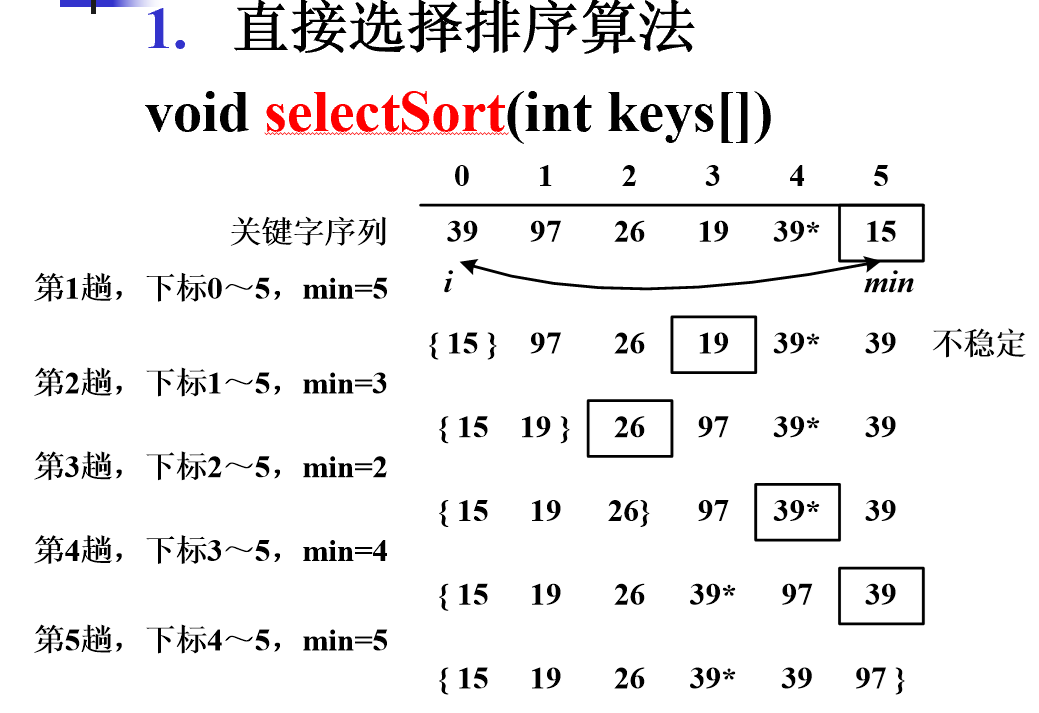 1. 直接选择排序算法
void selectSort(int keys[])
0 1 2 3 4 5
关键字序列 39 97 26 19 39* 15
i min
第1趟，下标0～5，min=5
{ 15 } 97 26 19 39* 39 不稳定
第2趟，下标1～5，min=3
{ 15 19 } 26 97 39* 39
第3趟，下标2～5，min=2
{ 15 19 26} 97 39* 39
第4趟，下标3～5，min=4
{ 15 19 26 39* 97 39
第5趟，下标4～5，min=5
{ 15 19 26 39* 39 97 }